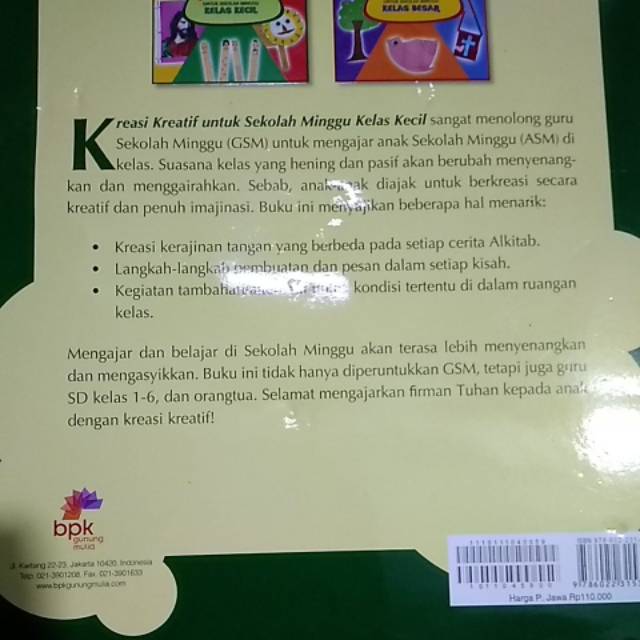 KELAS KECIL
KELAS BESAR
Kreasi Kreatif untuk Sekolah Minggu Kelas Kecil sangat menolong guru
Sekolah Minggu (GSM) untuk mengajar anak Sekolah Minggu (ASM) di
kelas. Suasana kelas yang hening dan pasif akan berubah menyenang-
kan dan menggairahkan. Sebab, anak-anak diajak untuk berkreasi secara
kreatif dan penuh imajinasi. Buku ini menyajikan beberapa hal menarik:
• Kreasi kerajinan tangan yang berbeda pada setiap cerita Alkitab.
• Langkah-langkah pembuatan dan pesan dalam setiap kisah.
• Kegiatan tambahan kondisi tertentu di dalam ruangan
kelas.
Mengajar dan belajar di Sekolah Minggu akan terasa lebih menyenangkan
dan mengasyikkan. Buku ini tidak hanya diperuntukkan GSM, tetapi juga guru
SD kelas 1-6, dan orangtua. Selamat mengajarkan firman Tuhan kepada anak
dengan kreasi kreatif!
bpk
gunung
mulia
Jl. Kwitang 22-23, Jakarta 10420, Indonesia
Telp. 021-3901208, Fax. 021-3901633
www.bpkgunungmulia.com
Harga P. Jawa Rp110.000